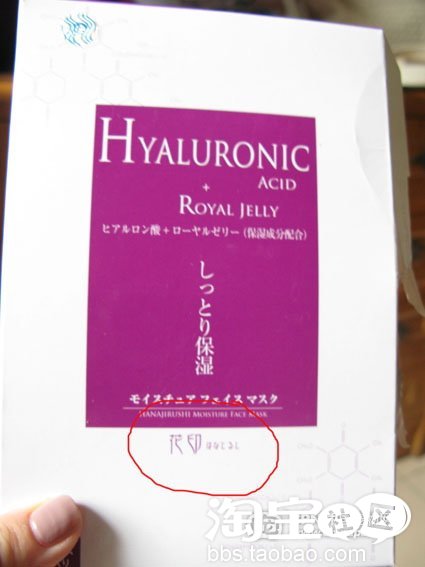 HYALURONIC
ACID
+
ROYAL JELLY
ヒアルロン酸+ローヤルゼリー(保湿成分配合)
しっとり保湿
モイスチュア フェイス マスク
HANAJIRUSHI MOISTURE FACE MASK
花印 はなじるし
淘宝社区
bbs.taobao.com